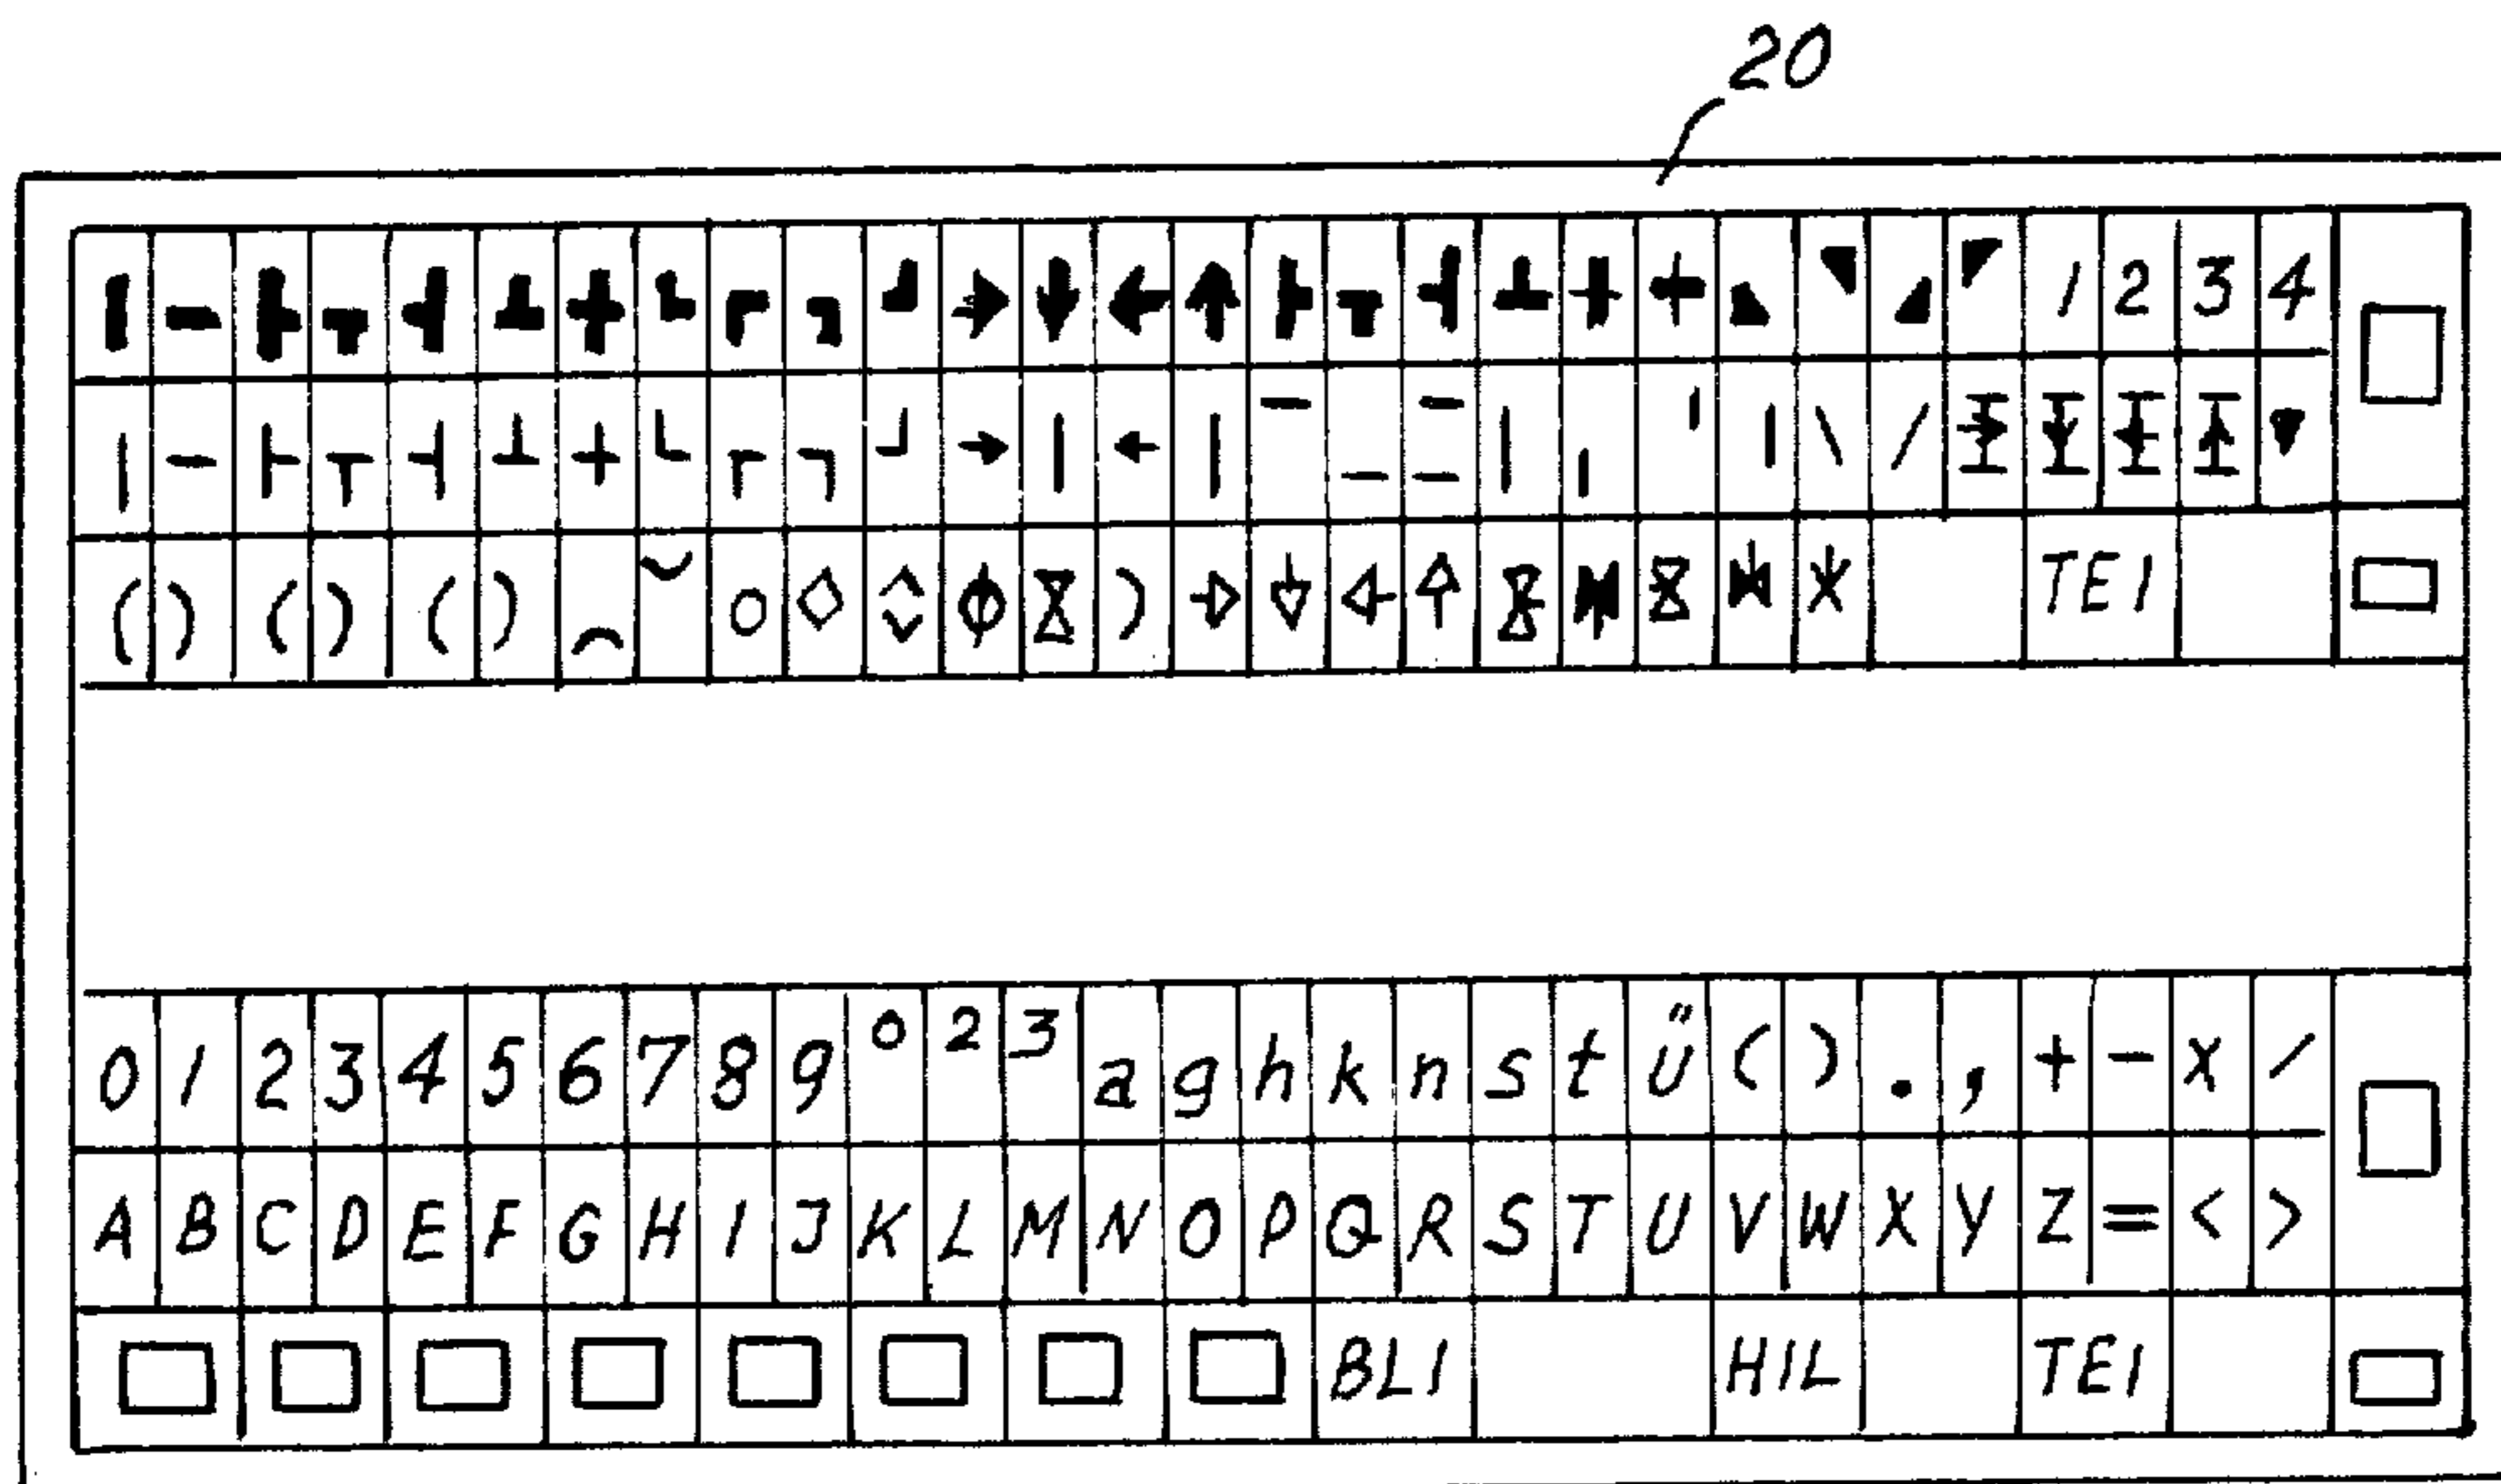 20
1 2 3 4
( ) ( ) ( ) TEI
0 1 2 3 4 5 6 7 8 9 0 2 3 a g h k n s t Ü ( ) . , + - x /
A B C D E F G H I J K L M N O P Q R S T U V W X Y Z = < >
BLI HIL TEI